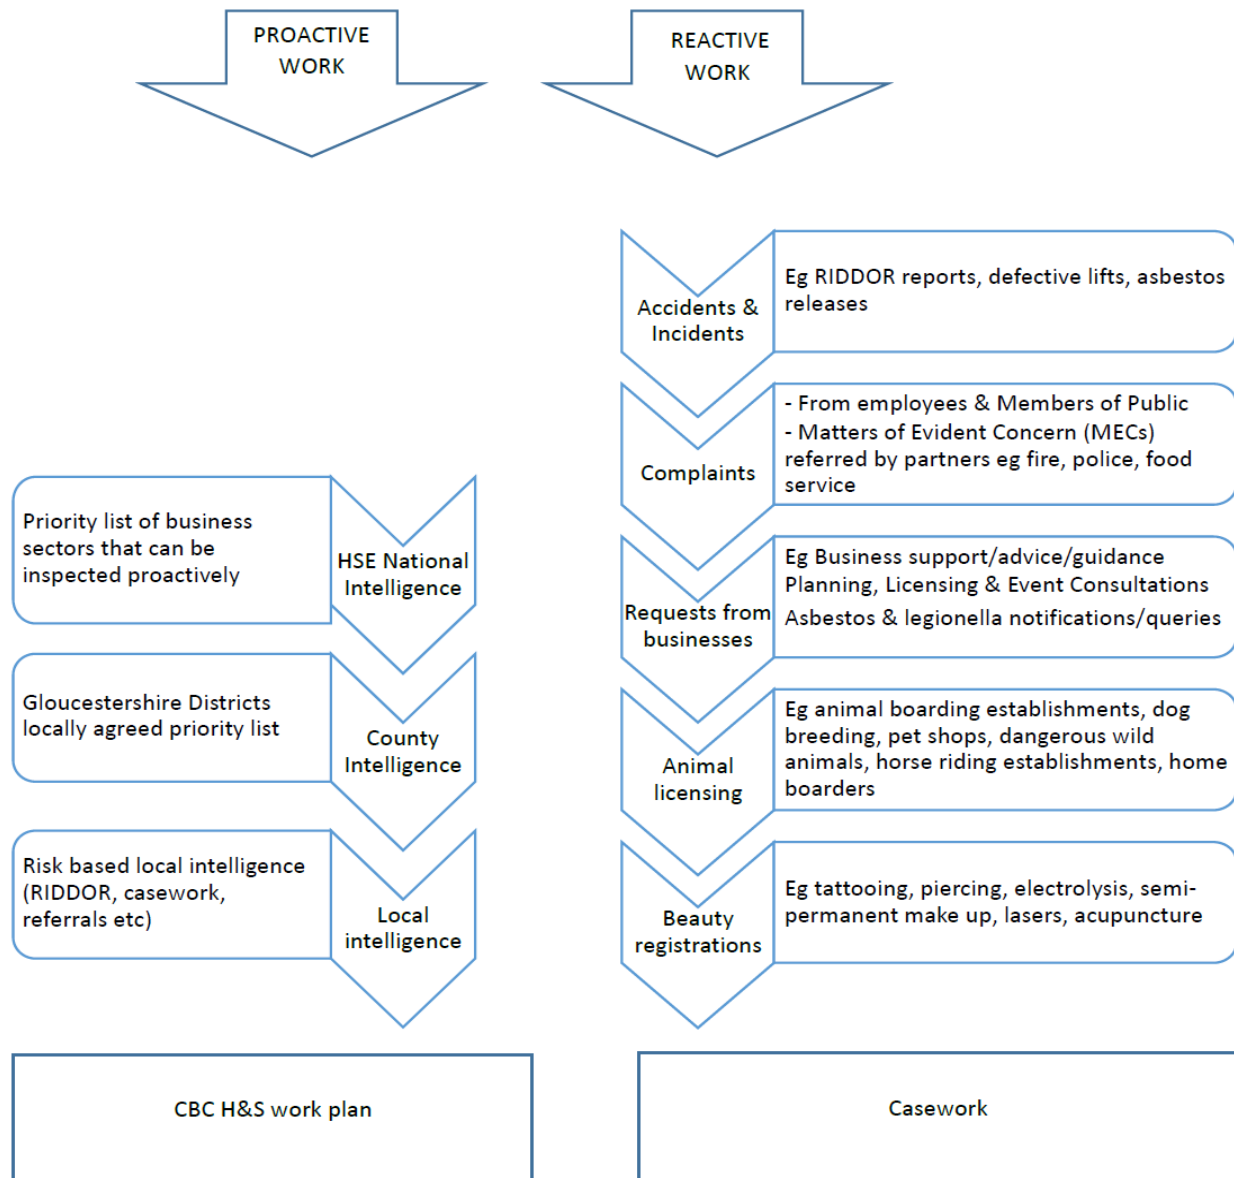 PROACTIVE
WORK
REACTIVE
WORK
Priority list of business
sectors that can be
inspected proactively
HSE National
Intelligence
Gloucestershire Districts
locally agreed priority list
County
Intelligence
Risk based local intelligence
(RIDDOR, casework,
referrals etc)
Local
intelligence
CBC H&S work plan
Accidents &
Incidents
Eg RIDDOR reports, defective lifts, asbestos
releases
Complaints
- From employees & Members of Public
- Matters of Evident Concern (MECs)
referred by partners eg fire, police, food
service
Requests from
businesses
Eg Business support/advice/guidance
Planning, Licensing & Event Consultations
Asbestos & legionella notifications/queries
Animal
licensing
Eg animal boarding establishments, dog
breeding, pet shops, dangerous wild
animals, horse riding establishments, home
boarders
Beauty
registrations
Eg tattooing, piercing, electrolysis, semi-
permanent make up, lasers, acupuncture
Casework